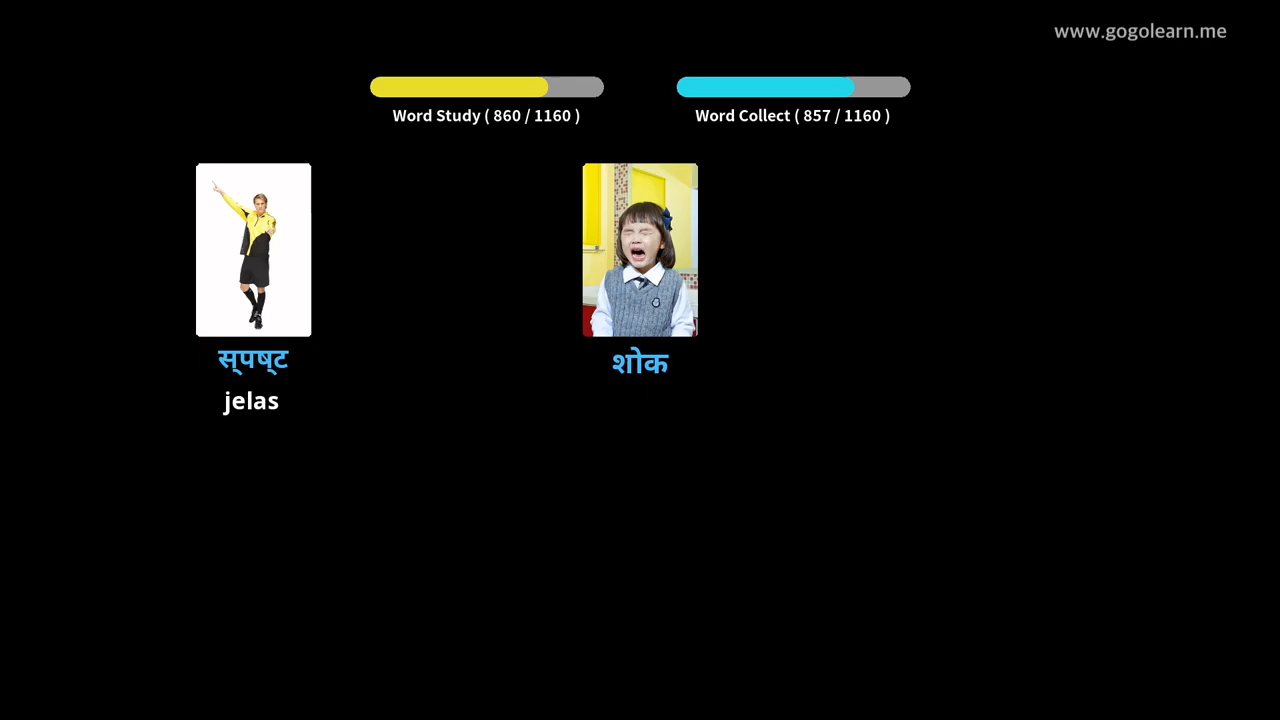 www.gogolearn.me
Word Study ( 860 / 1160 )
Word Collect ( 857 / 1160 )
स्पष्ट
शोक
jelas